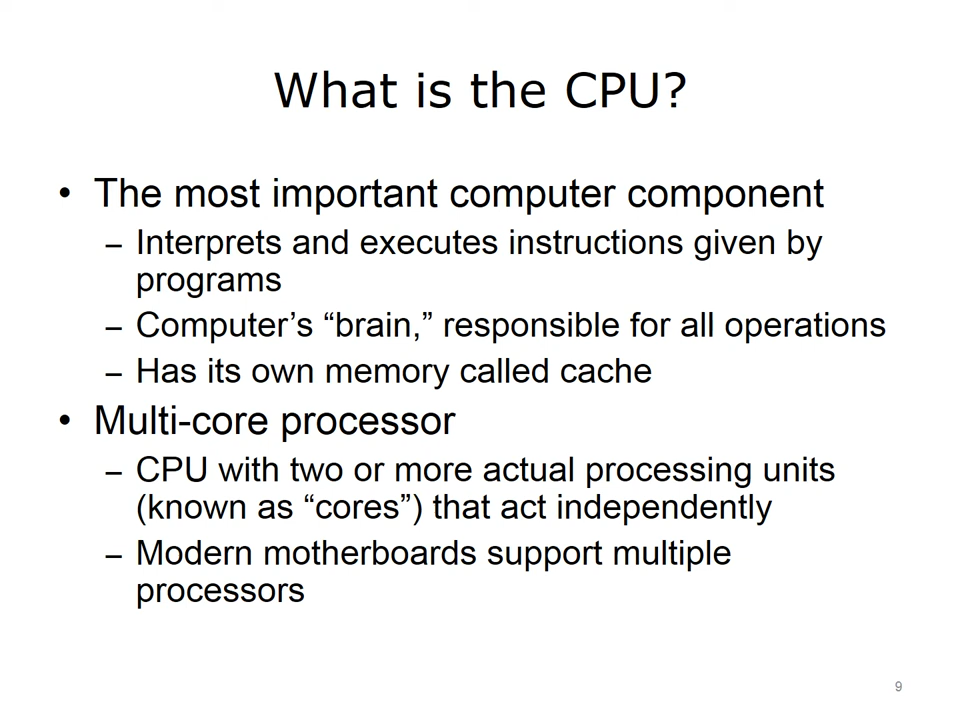 What is the CPU?
• The most important computer component
– Interprets and executes instructions given by
programs
– Computer’s “brain,” responsible for all operations
– Has its own memory called cache
• Multi-core processor
– CPU with two or more actual processing units
(known as “cores”) that act independently
– Modern motherboards support multiple
processors
9